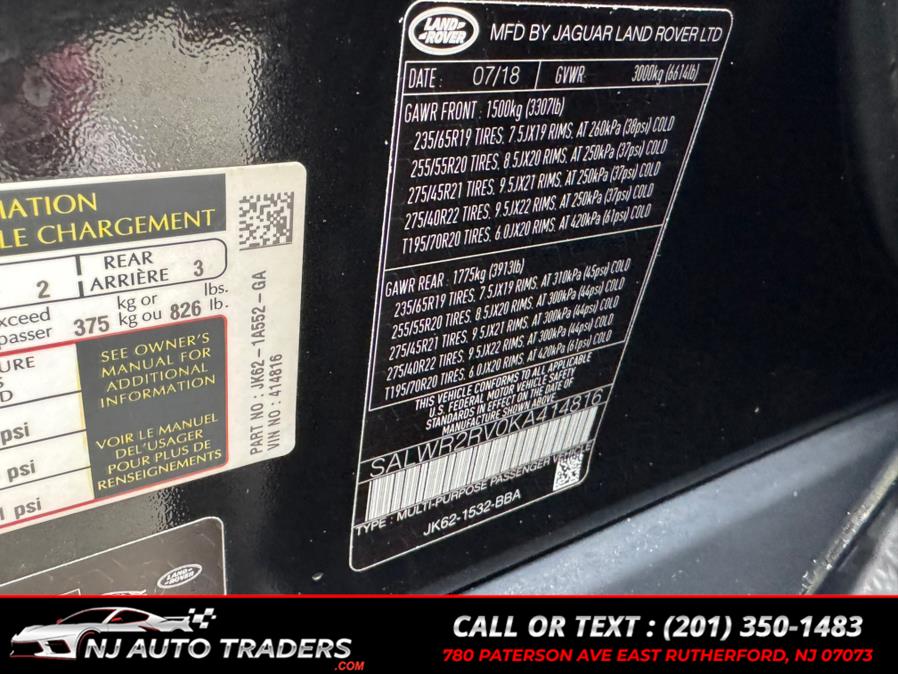 LAND ROVER
MFD BY JAGUAR LAND ROVER LTD
DATE: 07/18 GVWR: 3000kg (6614lb)
GAWR FRONT : 1500kg (3307lb)
235/65R19 TIRES, 7.5JX19 RIMS, AT 260kPa (38psi) COLD
255/55R20 TIRES, 8.5JX20 RIMS, AT 250kPa (37psi) COLD
275/45R21 TIRES, 9.5JX21 RIMS, AT 250kPa (37psi) COLD
275/40R22 TIRES, 9.5JX22 RIMS, AT 250kPa (37psi) COLD
T195/70R20 TIRES, 6.0JX20 RIMS, AT 420kPa (61psi) COLD
GAWR REAR : 1775kg (3913lb)
235/65R19 TIRES, 7.5JX19 RIMS, AT 310kPa (45psi) COLD
255/55R20 TIRES, 8.5JX20 RIMS, AT 300kPa (44psi) COLD
275/45R21 TIRES, 9.5JX21 RIMS, AT 300kPa (44psi) COLD
275/40R22 TIRES, 9.5JX22 RIMS, AT 300kPa (44psi) COLD
T195/70R20 TIRES, 6.0JX20 RIMS, AT 420kPa (61psi) COLD
THIS VEHICLE CONFORMS TO ALL APPLICABLE
U.S. FEDERAL MOTOR VEHICLE SAFETY
STANDARDS IN EFFECT ON THE DATE OF
MANUFACTURE SHOWN ABOVE.
SALWR2RV0KA414816
TYPE : MULTI-PURPOSE PASSENGER VEHICLE
JK62-1532-BBA
MATION
LE CHARGEMENT
2 REAR
ARRIÈRE 3
xceed
passer 375 kg or
kg ou 826 lbs.
lb.
URE
S
D
SEE OWNER'S
MANUAL FOR
ADDITIONAL
INFORMATION
psi
psi
1 psi
VOIR LE MANUEL
DEL'USAGER
POUR PLUS DE
RENSEIGNEMENTS
PART NO : JK62-1A552-GA
VIN NO : 414816
LAND ROVER
NJ AUTO TRADERS
.COM
CALL OR TEXT : (201) 350-1483
780 PATERSON AVE EAST RUTHERFORD, NJ 07073